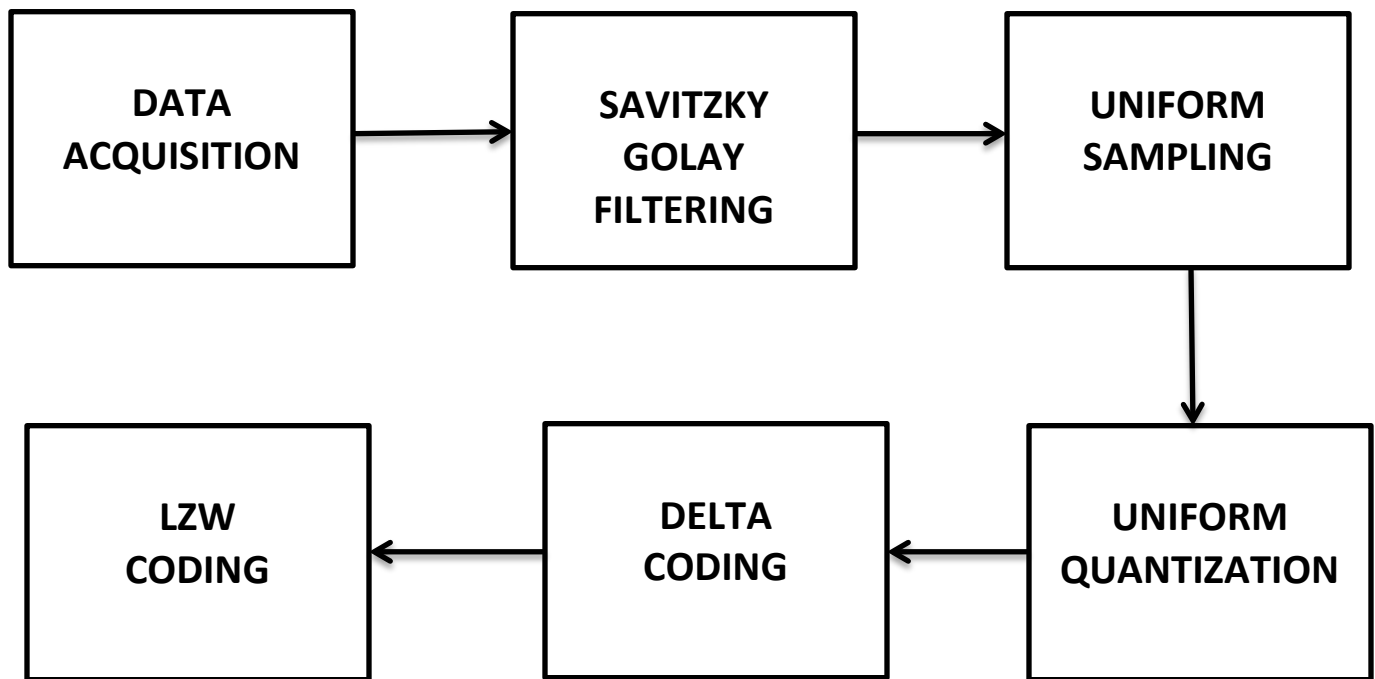 DATA
ACQUISITION
SAVITZKY
GOLAY
FILTERING
UNIFORM
SAMPLING
LZW
CODING
DELTA
CODING
UNIFORM
QUANTIZATION